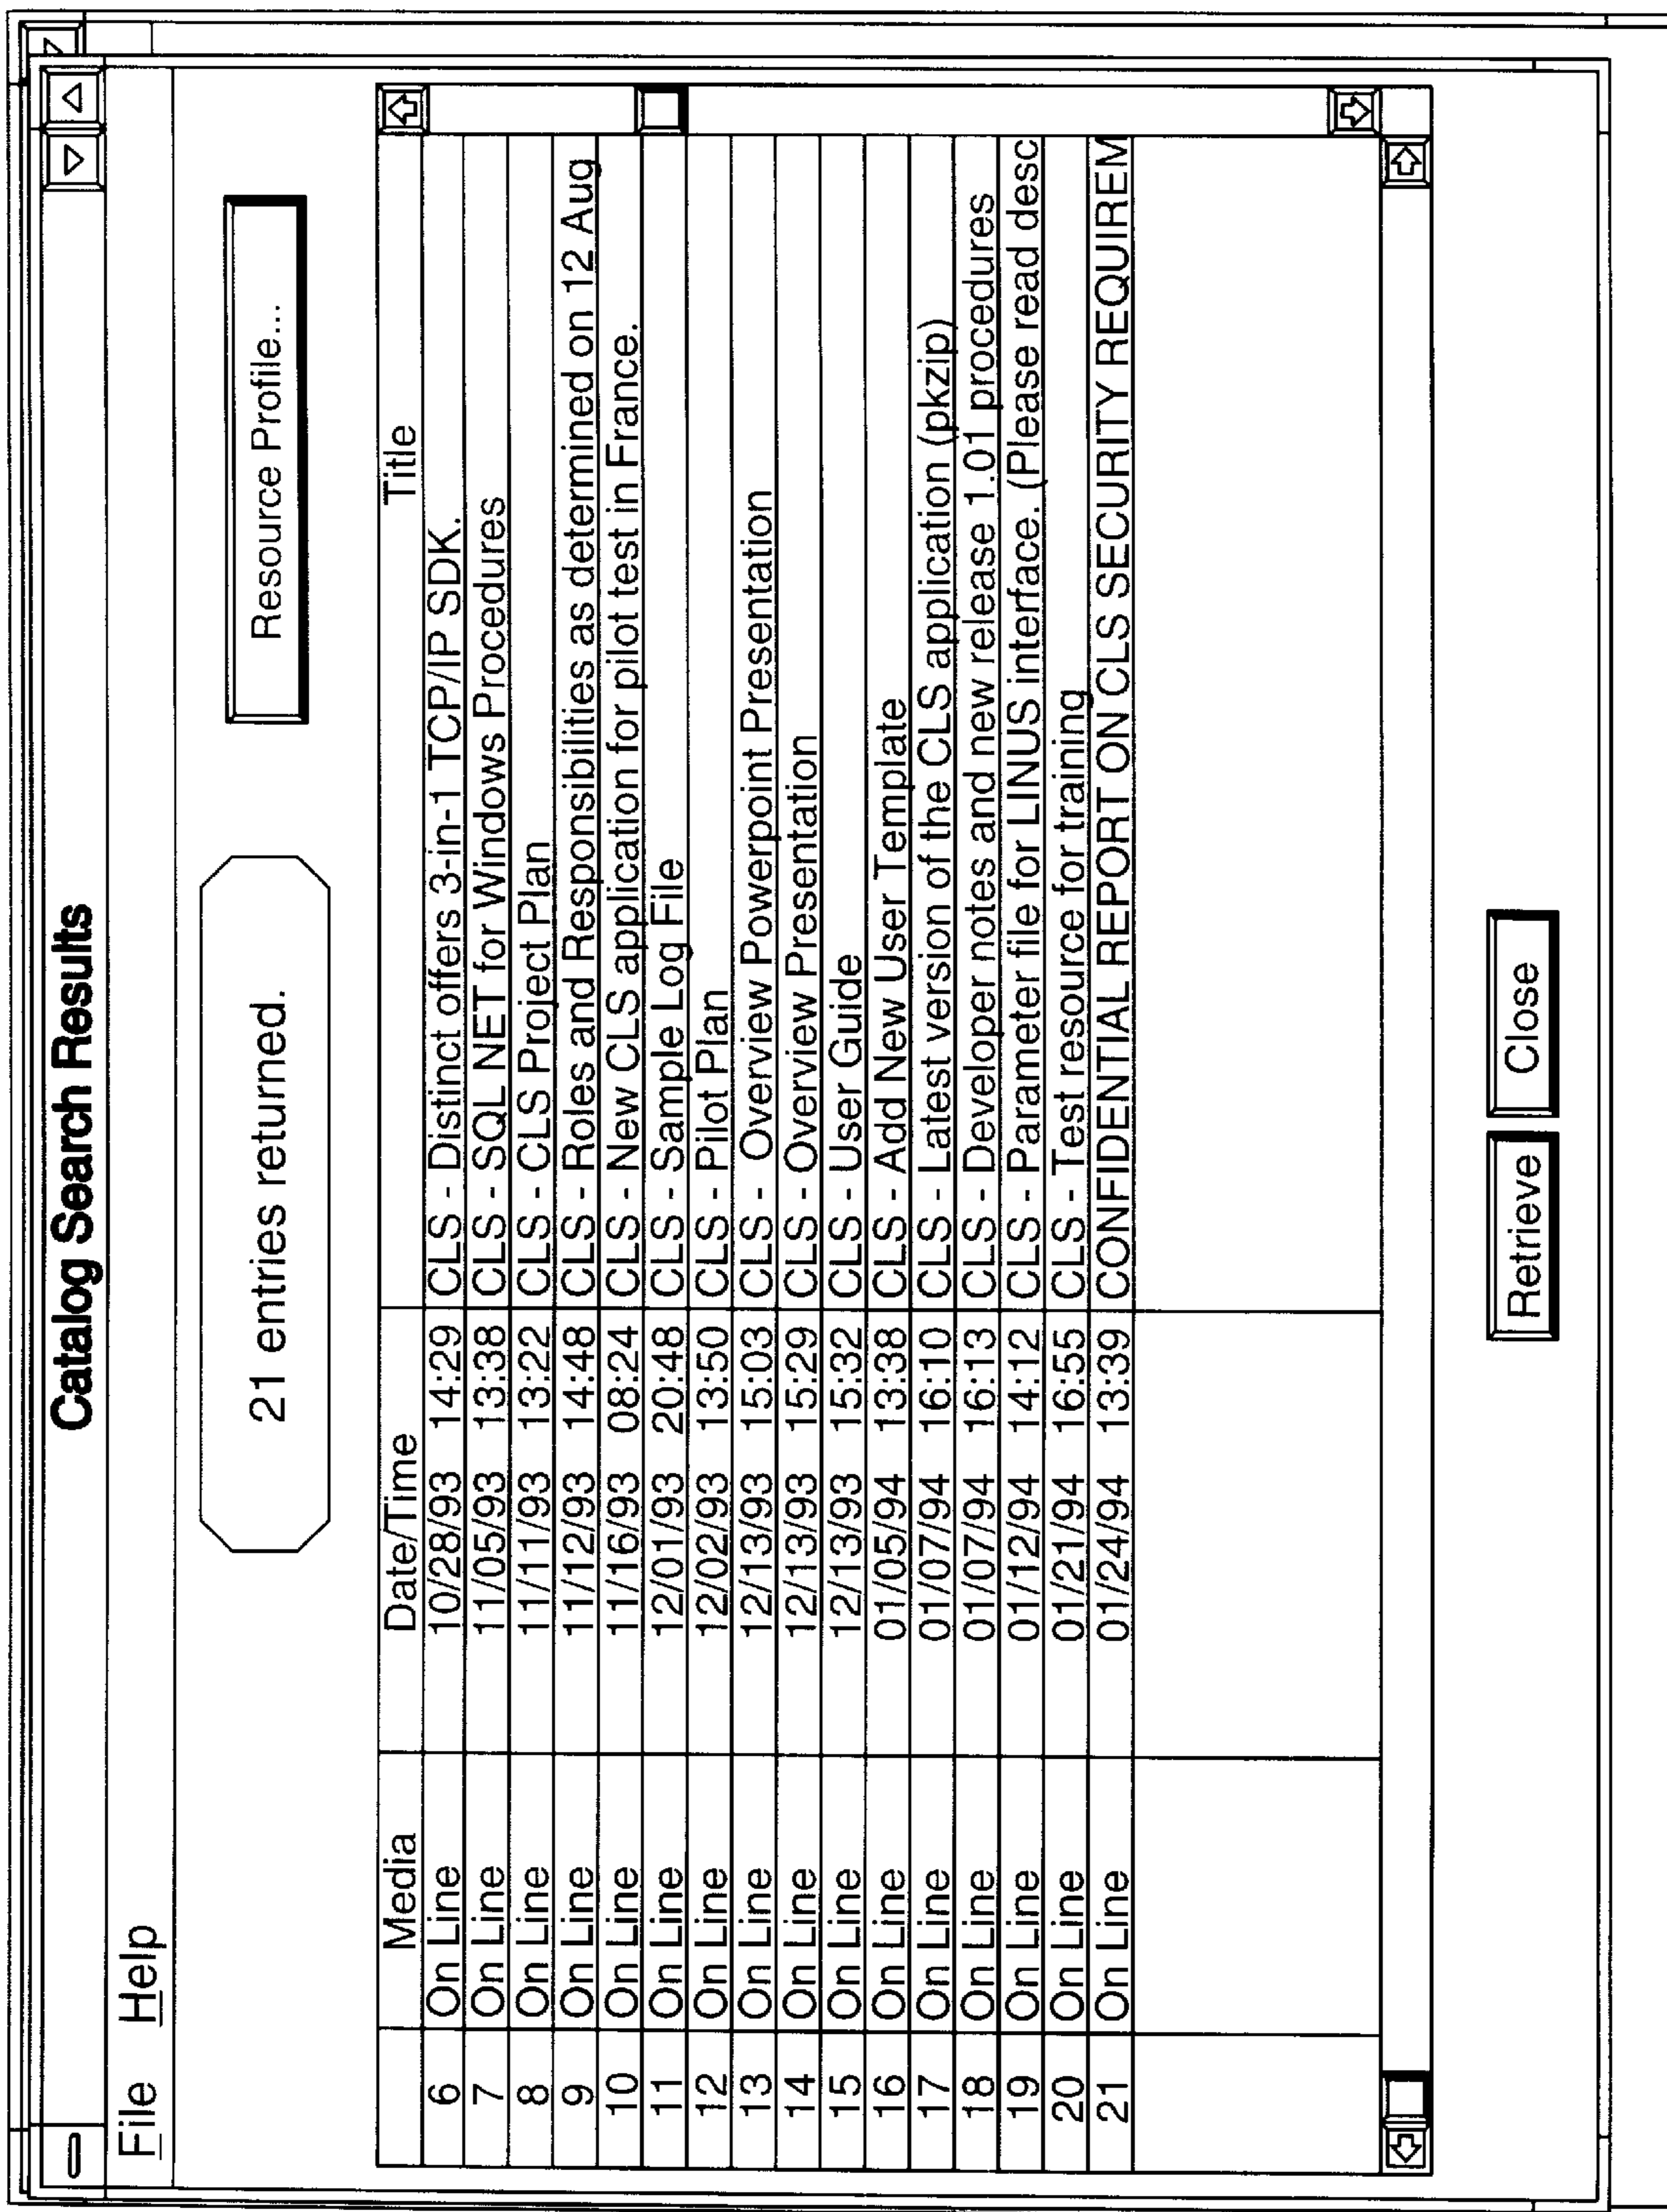 Catalog Search Results
File Help
21 entries returned.
Resource Profile...
Media Date/Time Title
6 On Line 10/28/93 14:29 CLS - Distinct offers 3-in-1 TCP/IP SDK.
7 On Line 11/05/93 13:38 CLS - SQL NET for Windows Procedures
8 On Line 11/11/93 13:22 CLS - CLS Project Plan
9 On Line 11/12/93 14:48 CLS - Roles and Responsibilities as determined on 12 Aug
10 On Line 11/16/93 08:24 CLS - New CLS application for pilot test in France.
11 On Line 12/01/93 20:48 CLS - Sample Log File
12 On Line 12/02/93 13:50 CLS - Pilot Plan
13 On Line 12/13/93 15:03 CLS - Overview Powerpoint Presentation
14 On Line 12/13/93 15:29 CLS - Overview Presentation
15 On Line 12/13/93 15:32 CLS - User Guide
16 On Line 01/05/94 13:38 CLS - Add New User Template
17 On Line 01/07/94 16:10 CLS - Latest version of the CLS application (pkzip)
18 On Line 01/07/94 16:13 CLS - Developer notes and new release 1.01 procedures
19 On Line 01/12/94 14:12 CLS - Parameter file for LINUS interface. (Please read desc
20 On Line 01/21/94 16:55 CLS - Test resource for training
21 On Line 01/24/94 13:39 CONFIDENTIAL REPORT ON CLS SECURITY REQUIREM
Retrieve Close